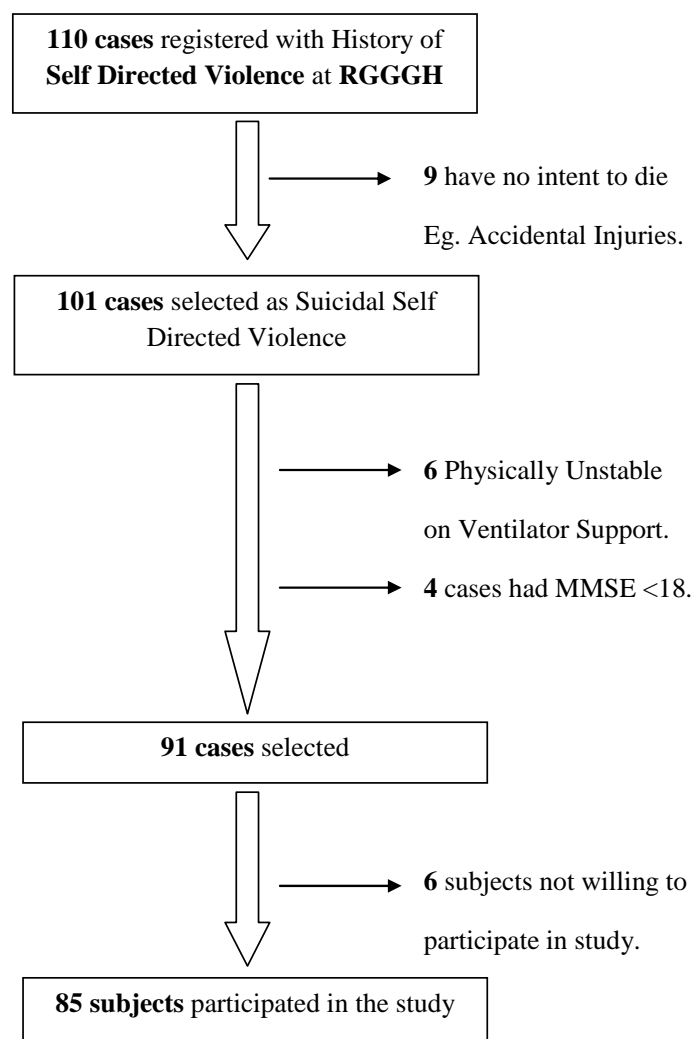 110 cases registered with History of
Self Directed Violence at RGGGH
9 have no intent to die
Eg. Accidental Injuries.
101 cases selected as Suicidal Self
Directed Violence
6 Physically Unstable
on Ventilator Support.
4 cases had MMSE <18.
91 cases selected
6 subjects not willing to
participate in study.
85 subjects participated in the study